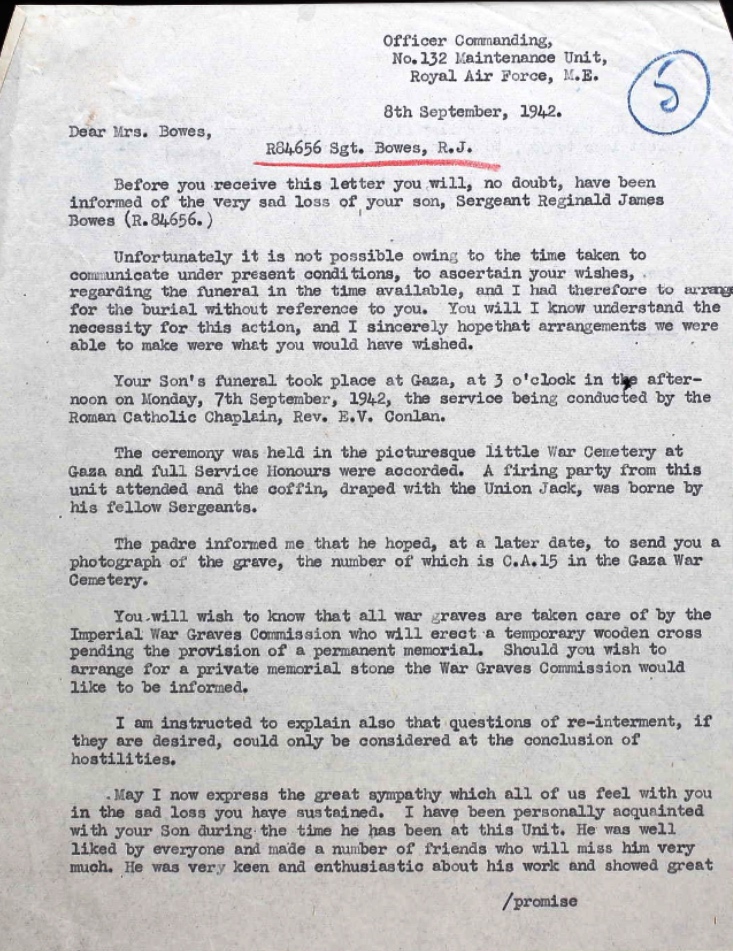 Officer Commanding,
No.132 Maintenance Unit,
Royal Air Force, M.E.
5
8th September, 1942.
Dear Mrs. Bowes,
R84656 Sgt. Bowes, R.J.
Before you receive this letter you will, no doubt, have been
informed of the very sad loss of your son, Sergeant Reginald James
Bowes (R.84656.)
Unfortunately it is not possible owing to the time taken to
communicate under present conditions, to ascertain your wishes,
regarding the funeral in the time available, and I had therefore to arrange
for the burial without reference to you. You will I know understand the
necessity for this action, and I sincerely hopethat arrangements we were
able to make were what you would have wished.
Your Son's funeral took place at Gaza, at 3 o'clock in the after-
noon on Monday, 7th September, 1942, the service being conducted by the
Roman Catholic Chaplain, Rev. E.V. Conlan.
The ceremony was held in the picturesque little War Cemetery at
Gaza and full Service Honours were accorded. A firing party from this
unit attended and the coffin, draped with the Union Jack, was borne by
his fellow Sergeants.
The padre informed me that he hoped, at a later date, to send you a
photograph of the grave, the number of which is C.A.15 in the Gaza War
Cemetery.
You will wish to know that all war graves are taken care of by the
Imperial War Graves Commission who will erect a temporary wooden cross
pending the provision of a permanent memorial. Should you wish to
arrange for a private memorial stone the War Graves Commission would
like to be informed.
I am instructed to explain also that questions of re-interment, if
they are desired, could only be considered at the conclusion of
hostilities.
May I now express the great sympathy which all of us feel with you
in the sad loss you have sustained. I have been personally acquainted
with your Son during the time he has been at this Unit. He was well
liked by everyone and made a number of friends who will miss him very
much. He was very keen and enthusiastic about his work and showed great
/promise